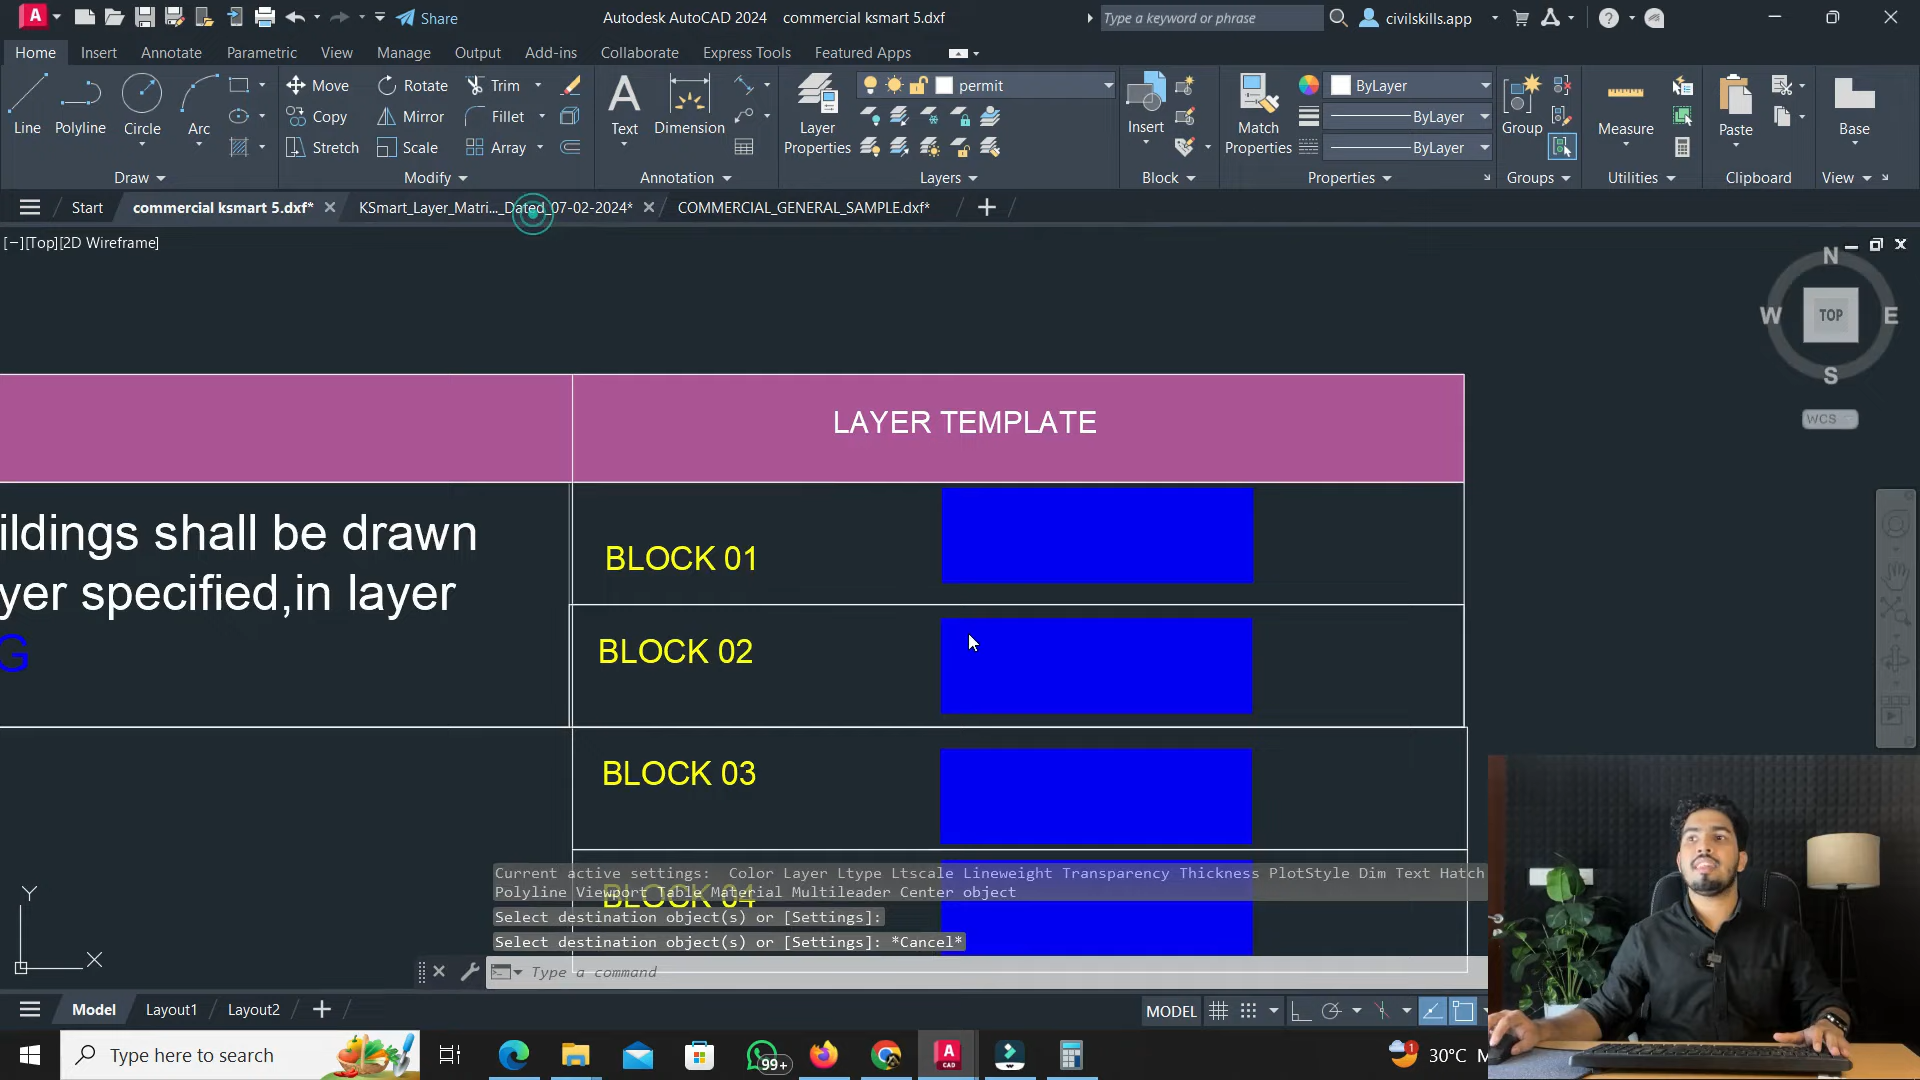 Share
Autodesk AutoCAD 2024 commercial ksmart 5.dxf
Type a keyword or phrase
civilskills.app
Home Insert Annotate Parametric View Manage Output Add-ins Collaborate Express Tools Featured Apps
Line Polyline Circle Arc
Move Rotate Trim
Copy Mirror Fillet
Stretch Scale Array
Text Dimension
Layer Properties
permit
Insert
Match Properties
ByLayer
ByLayer
ByLayer
Group
Measure
Paste
Base
Draw Modify Annotation Layers Block Properties Groups Utilities Clipboard View
Start commercial ksmart 5.dxf* KSmart_Layer_Matri..._Dated_07-02-2024* COMMERCIAL_GENERAL_SAMPLE.dxf*
[−][Top][2D Wireframe]
N
W TOP E
S
WCS
LAYER TEMPLATE
ildings shall be drawn
yer specified,in layer
G
BLOCK 01
BLOCK 02
BLOCK 03
BLOCK 04
Current active settings: Color Layer Ltype Ltscale Lineweight Transparency Thickness PlotStyle Dim Text Hatch
Polyline Viewport Table Material Multileader Center object
Select destination object(s) or [Settings]:
Select destination object(s) or [Settings]: *Cancel*
Type a command
Y
X
Model Layout1 Layout2
MODEL
Type here to search
99+
CAD
1
30°C M